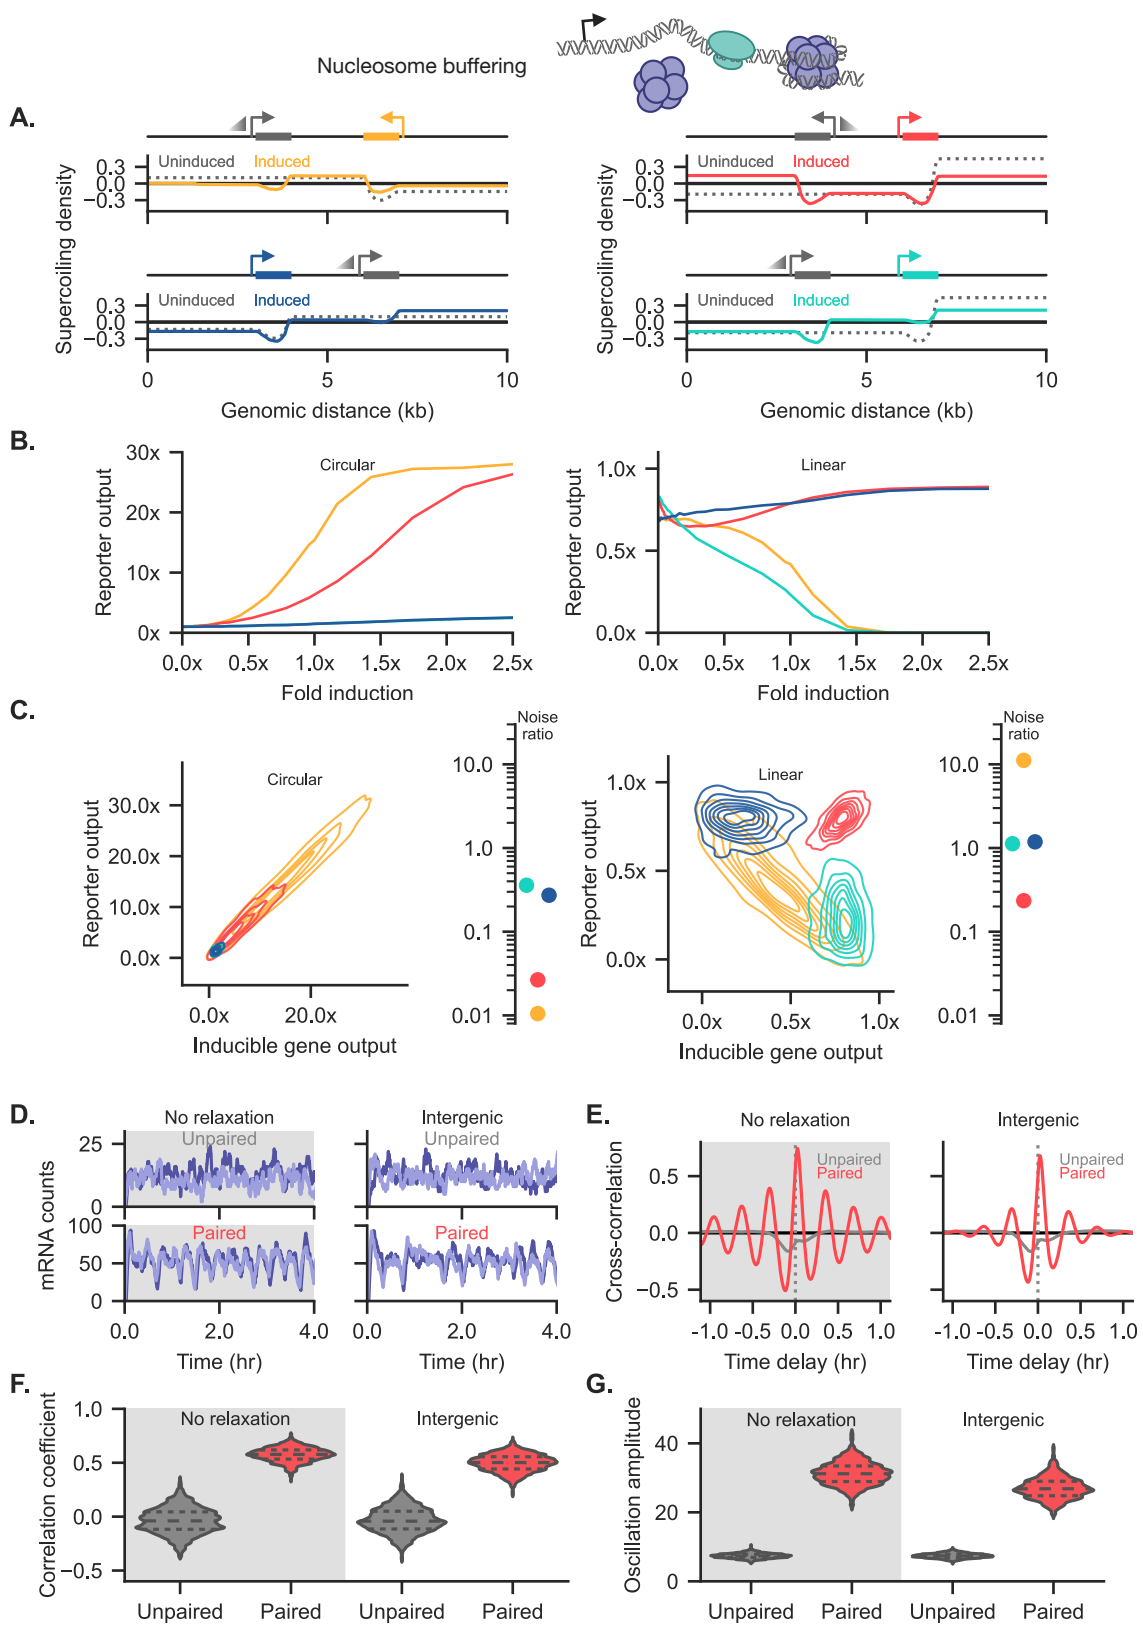 Nucleosome buffering
A.
Supercoiling density
0.3
0.0
−0.3
Uninduced
Induced
0
10
0.3
0.0
−0.3
Uninduced
Induced
0
5
10
Genomic distance (kb)
Supercoiling density
0.3
0.0
−0.3
Uninduced
Induced
0.3
0.0
−0.3
Uninduced
Induced
0
5
10
Genomic distance (kb)
B.
Reporter output
30x
20x
10x
0x
Circular
0.0x
0.5x
1.0x
1.5x
2.0x
2.5x
Fold induction
Reporter output
1.0x
0.5x
0.0x
Linear
0.0x
0.5x
1.0x
1.5x
2.0x
2.5x
Fold induction
C.
Reporter output
30.0x
20.0x
10.0x
0.0x
Circular
0.0x
20.0x
Inducible gene output
Noise
ratio
10.0
1.0
0.1
0.01
Reporter output
1.0x
0.5x
0.0x
Linear
0.0x
0.5x
1.0x
Inducible gene output
Noise
ratio
10.0
1.0
0.1
0.01
D.
No relaxation
Intergenic
mRNA counts
25
0
Unpaired
Unpaired
100
50
0
Paired
Paired
0.0
2.0
4.0
Time (hr)
0.0
2.0
4.0
Time (hr)
E.
No relaxation
Intergenic
Cross-correlation
0.5
0.0
−0.5
Unpaired
Paired
Unpaired
Paired
-1.0
-0.5
0.0
0.5
1.0
Time delay (hr)
-1.0
-0.5
0.0
0.5
1.0
Time delay (hr)
F.
Correlation coefficient
1.0
0.5
0.0
−0.5
No relaxation
Intergenic
Unpaired
Paired
Unpaired
Paired
G.
Oscillation amplitude
40
20
0
No relaxation
Intergenic
Unpaired
Paired
Unpaired
Paired